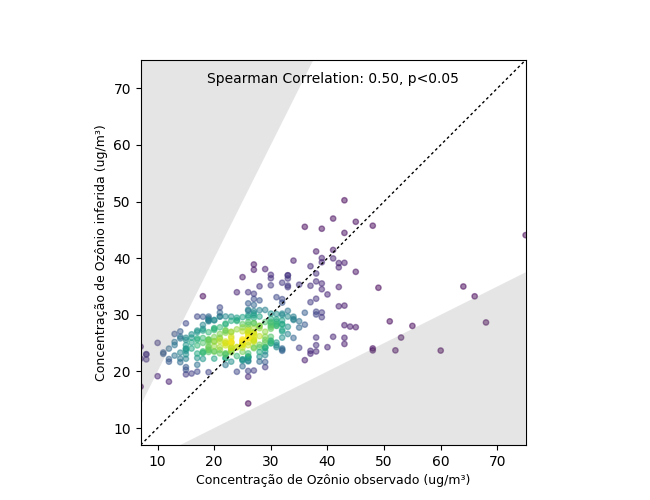 Spearman Correlation: 0.50, p<0.05
70
60
50
40
30
20
10
Concentração de Ozônio inferida (ug/m³)
10 20 30 40 50 60 70
Concentração de Ozônio observado (ug/m³)